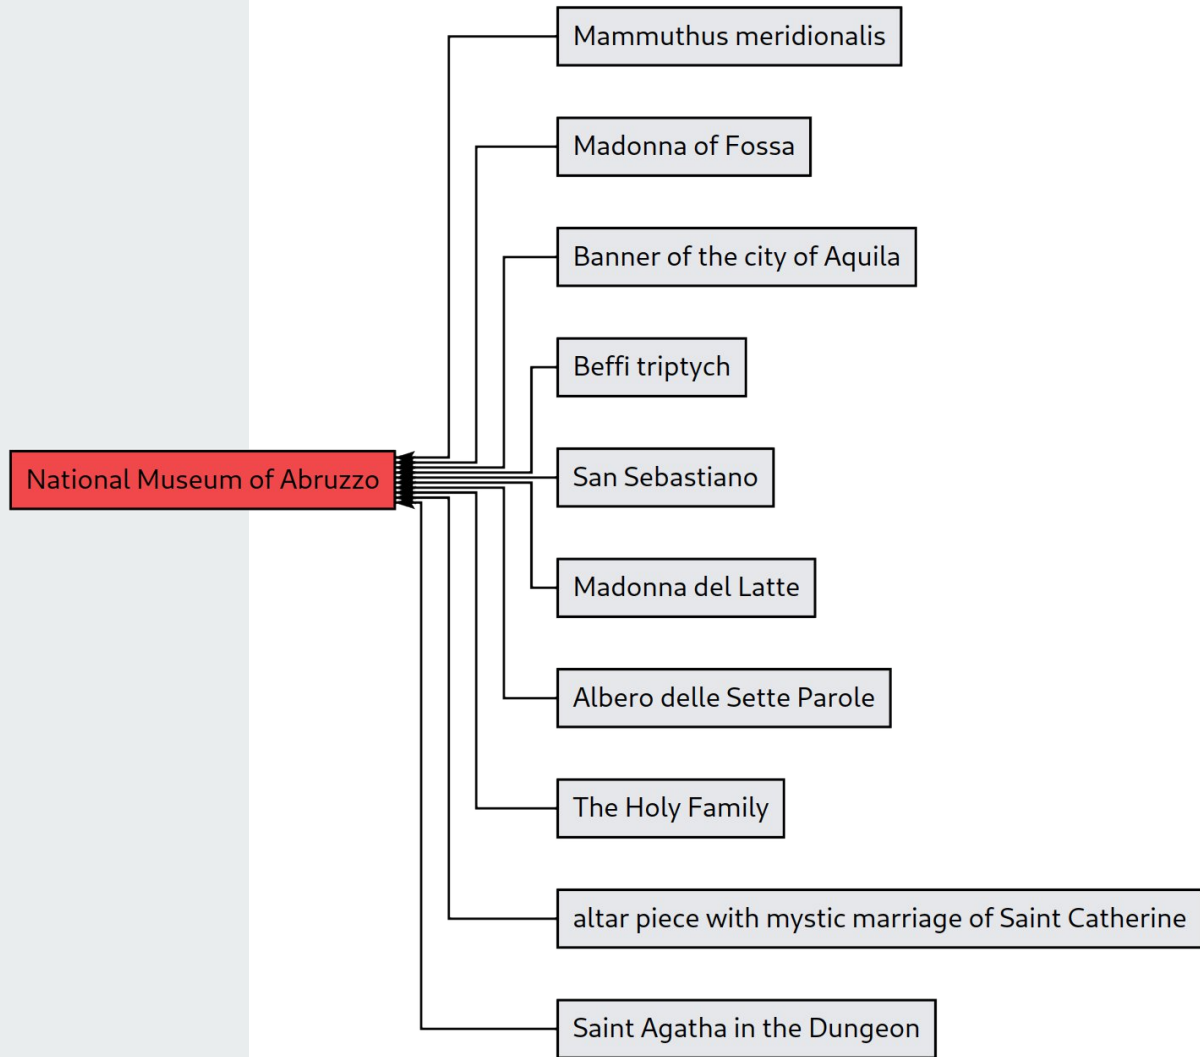 Mammuthus meridionalis
Madonna of Fossa
Banner of the city of Aquila
Beffi triptych
National Museum of Abruzzo
San Sebastiano
Madonna del Latte
Albero delle Sette Parole
The Holy Family
altar piece with mystic marriage of Saint Catherine
Saint Agatha in the Dungeon